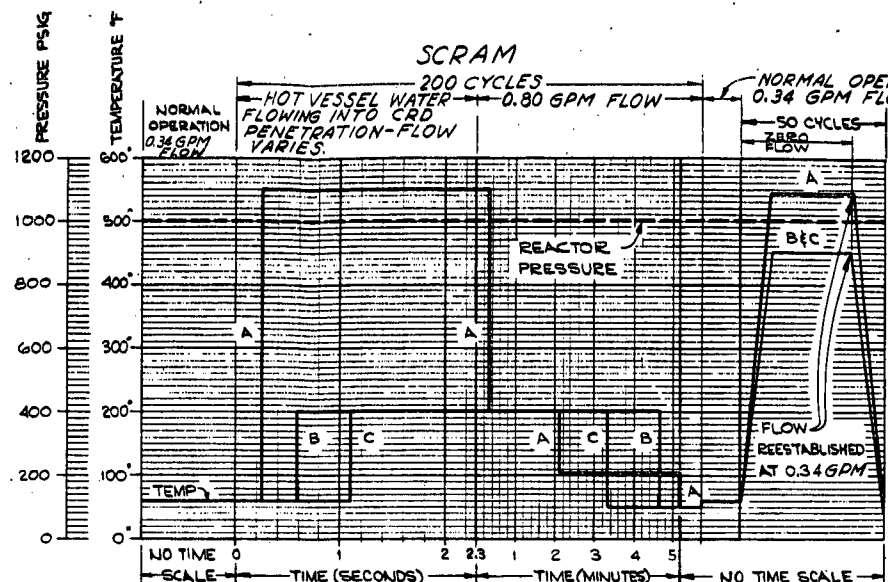 SCRAM
200 CYCLES
NORMAL OPE
0.34 GPM FL
HOT VESSEL WATER
FLOWING INTO CRD
PENETRATION-FLOW
VARIES.
0.80 GPM FLOW
NORMAL
OPERATION
0.34 GPM
FLOW
50 CYCLES
ZERO
FLOW
PRESSURE PSIG
TEMPERATURE °F
1200
1000
800
600
400
200
0
600°
500°
400°
300°
200°
100°
0°
A
B&C
REACTOR
PRESSURE
A
A
B
C
A
C
B
FLOW
REESTABLISHED
AT 0.34 GPM
TEMP
A
NO TIME
SCALE
0
1
2
2.3
TIME (SECONDS)
1
2
3
4
5
TIME (MINUTES)
NO TIME SCALE